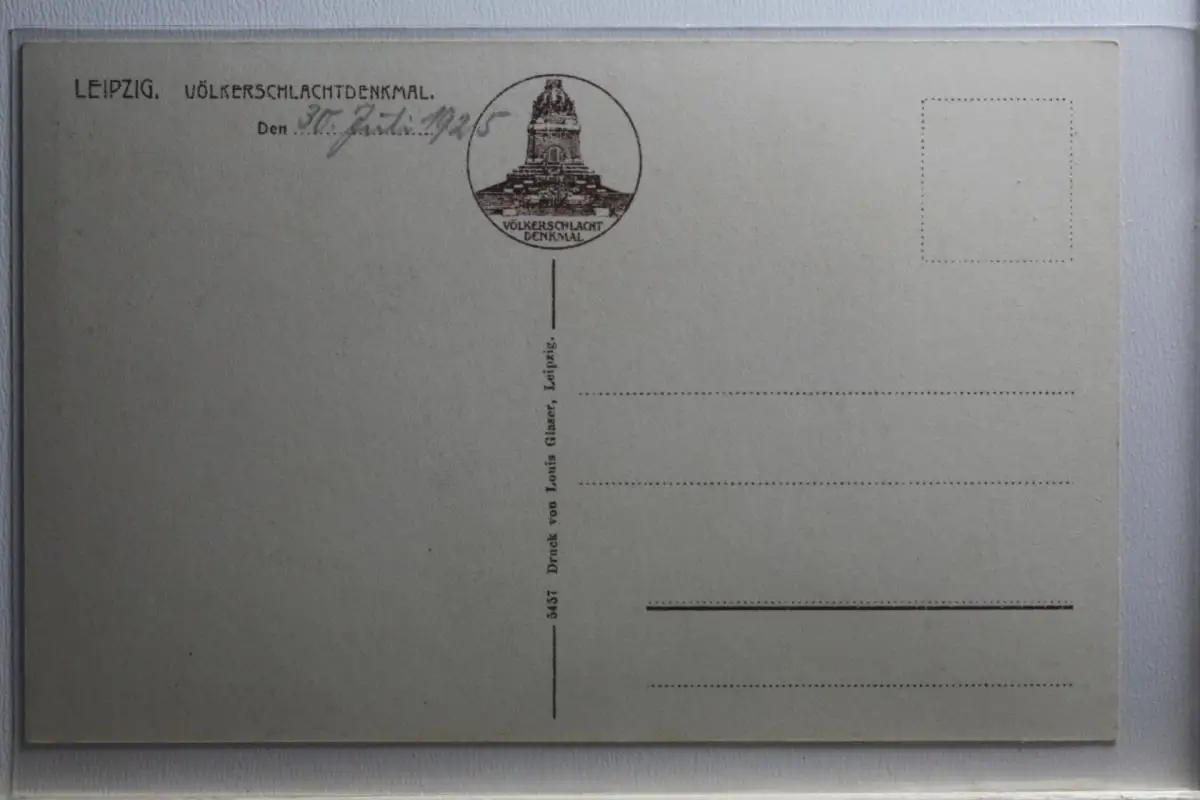 LEIPZIG. VÖLKERSCHLACHTDENKMAL.
Den 30. Juli 1925
VÖLKERSCHLACHT
DENKMAL
5457 Druck von Louis Glaser, Leipzig.